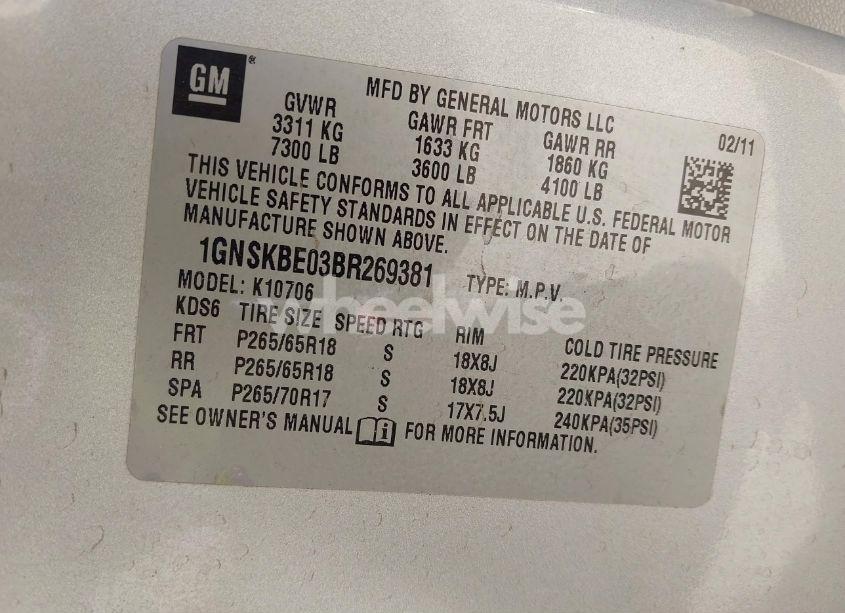 GM
MFD BY GENERAL MOTORS LLC
02/11
GVWR GAWR FRT GAWR RR
3311 KG 1633 KG 1860 KG
7300 LB 3600 LB 4100 LB
THIS VEHICLE CONFORMS TO ALL APPLICABLE U.S. FEDERAL MOTOR
VEHICLE SAFETY STANDARDS IN EFFECT ON THE DATE OF
MANUFACTURE SHOWN ABOVE.
1GNSKBE03BR269381 TYPE: M.P.V.
MODEL: K10706
KDS6 TIRE SIZE SPEED RTG RIM COLD TIRE PRESSURE
FRT P265/65R18 S 18X8J 220KPA(32PSI)
RR P265/65R18 S 18X8J 220KPA(32PSI)
SPA P265/70R17 S 17X7.5J 240KPA(35PSI)
SEE OWNER'S MANUAL i FOR MORE INFORMATION.
wheelwise